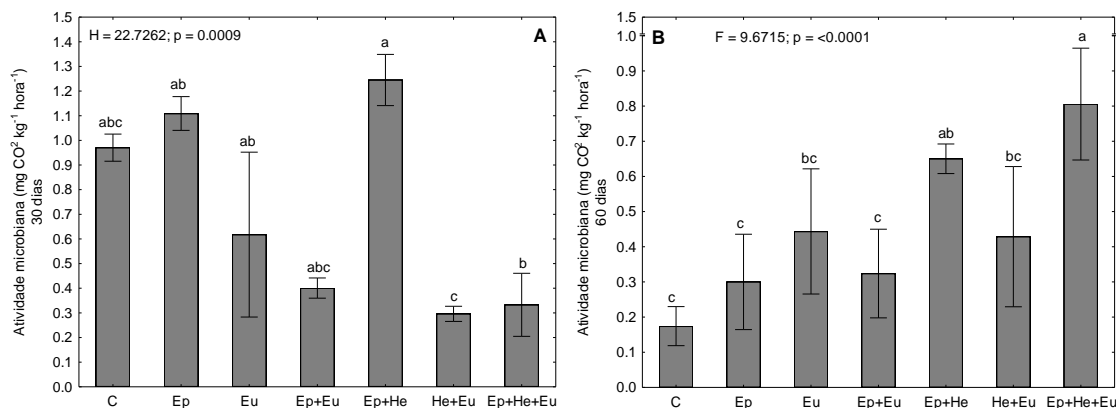 H = 22.7262; p = 0.0009
A
Atividade microbiana (mg CO² kg⁻¹ hora⁻¹)
30 dias
1.5
1.4
1.3
1.2
1.1
1.0
0.9
0.8
0.7
0.6
0.5
0.4
0.3
0.2
0.1
0.0
abc
ab
ab
abc
a
c
b
C Ep Eu Ep+Eu Ep+He He+Eu Ep+He+Eu
B
F = 9.6715; p = <0.0001
Atividade microbiana (mg CO² kg⁻¹ hora⁻¹)
60 dias
1.5
1.0
0.9
0.8
0.7
0.6
0.5
0.4
0.3
0.2
0.1
0.0
c
c
bc
c
ab
bc
a
C Ep Eu Ep+Eu Ep+He He+Eu Ep+He+Eu